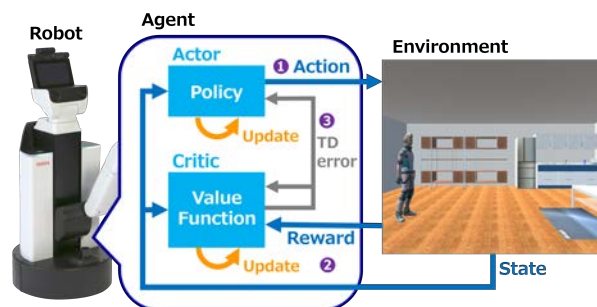 Robot
Agent
Environment
Actor
Policy
❶ Action
Update
❸
TD
error
Critic
Value
Function
Reward
Update
❷
State